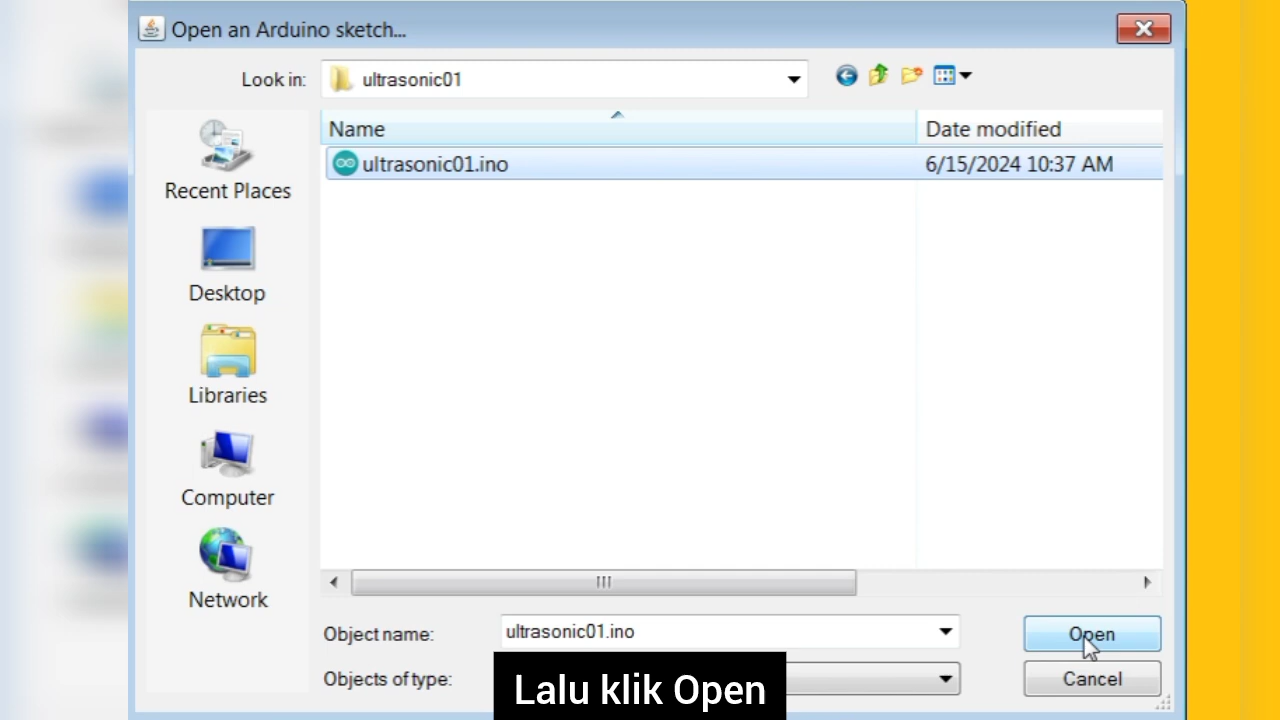 Open an Arduino sketch...
Look in: ultrasonic01
Name Date modified
ultrasonic01.ino 6/15/2024 10:37 AM
Recent Places
Desktop
Libraries
Computer
Network
Object name: ultrasonic01.ino Open
Objects of type: Cancel
Lalu klik Open